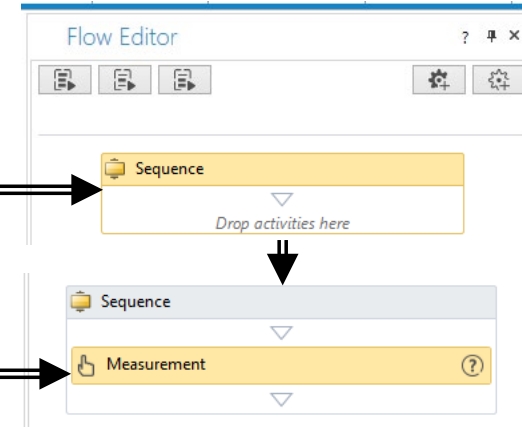 Flow Editor
?
Sequence
Drop activities here
Sequence
Measurement
?